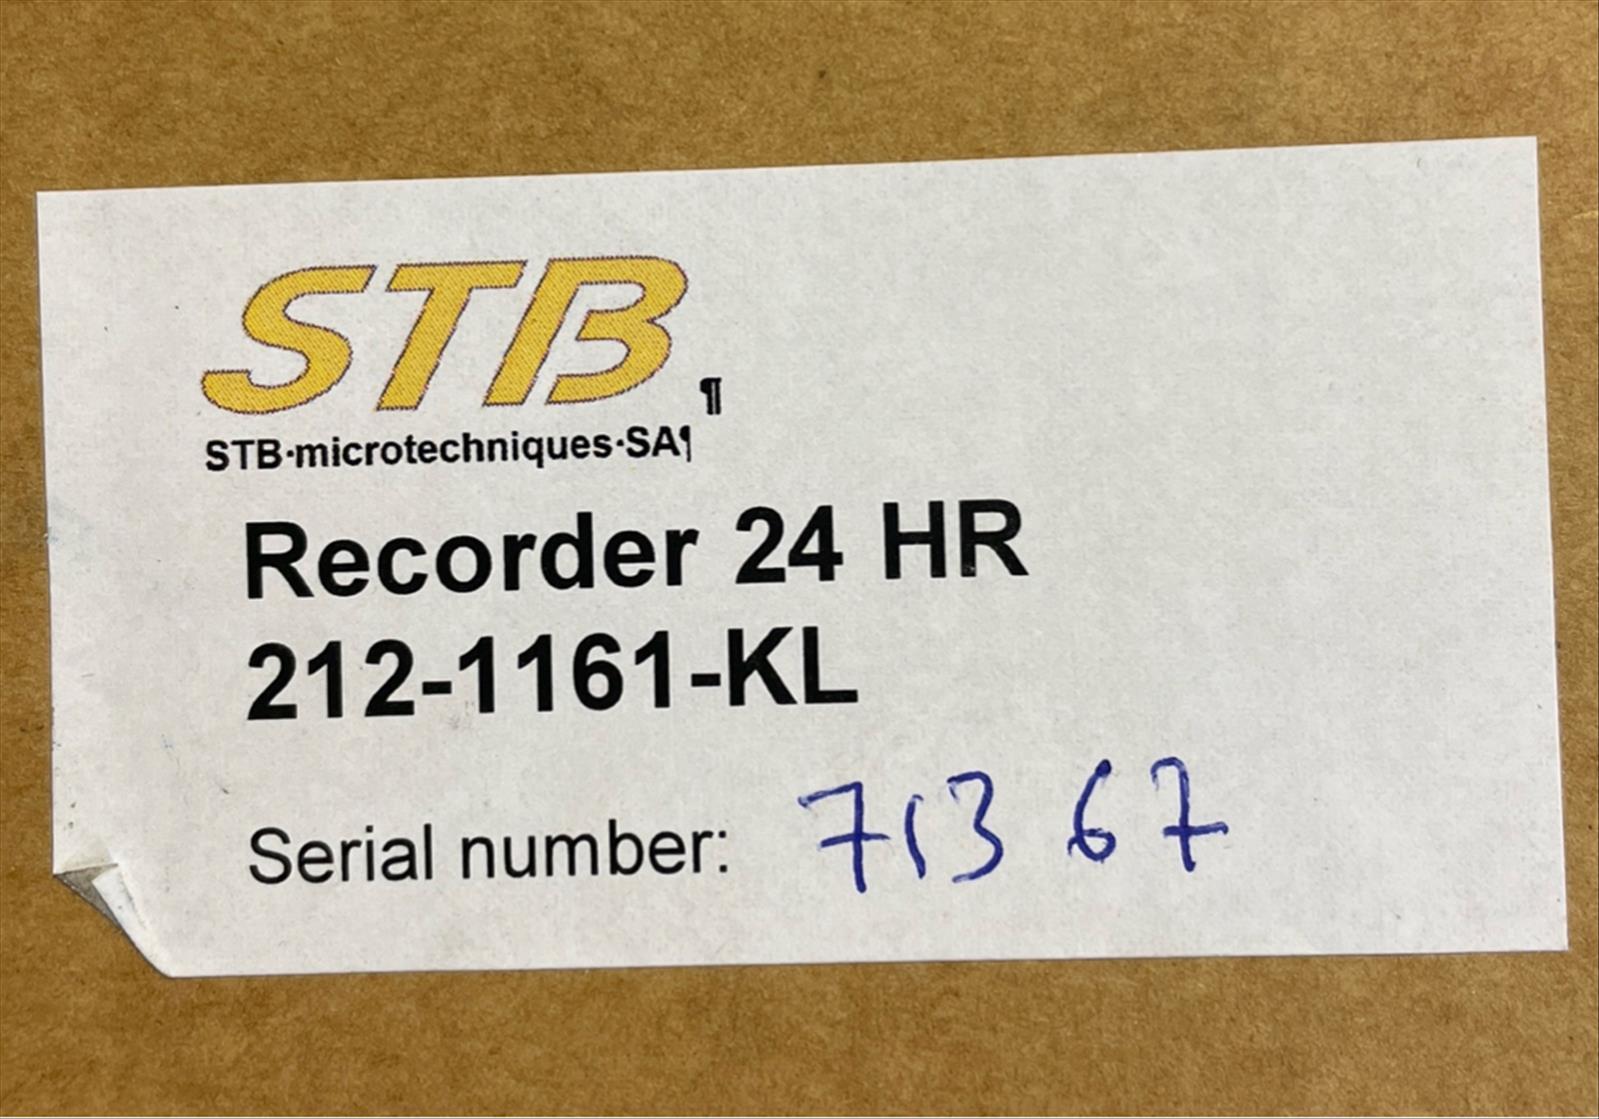 STB¶
STB·microtechniques·SA¶
Recorder 24 HR
212-1161-KL
Serial number: 713 67